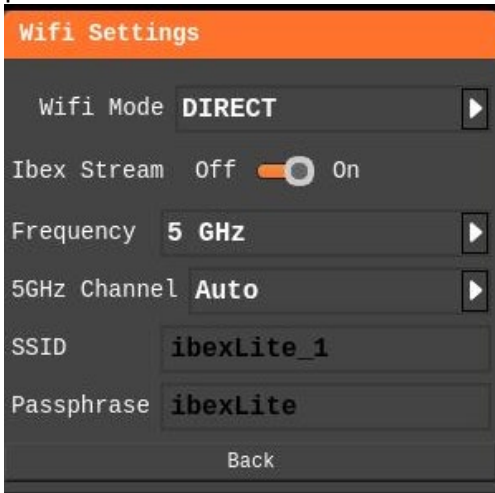 Wifi Settings
Wifi Mode DIRECT
Ibex Stream Off On
Frequency 5 GHz
5GHz Channel Auto
SSID ibexLite_1
Passphrase ibexLite
Back